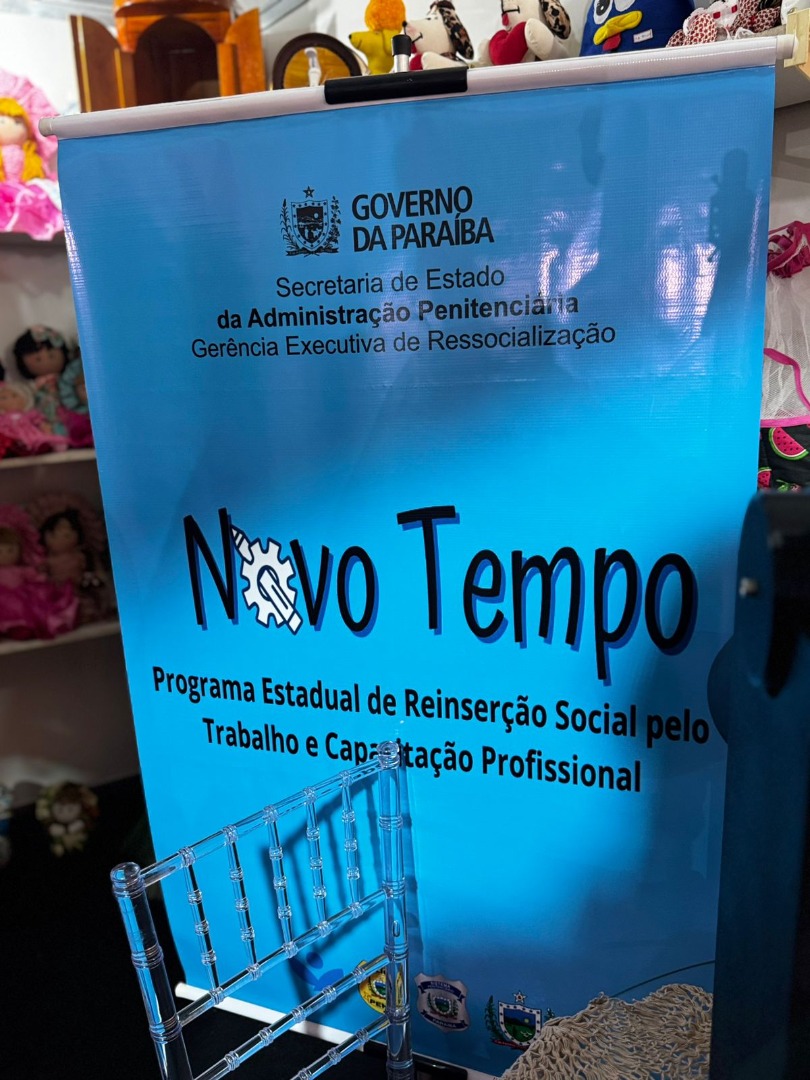 GOVERNO
DA PARAÍBA
Secretaria de Estado
da Administração Penitenciária
Gerência Executiva de Ressocialização
Novo Tempo
Programa Estadual de Reinserção Social pelo
Trabalho e Capacitação Profissional